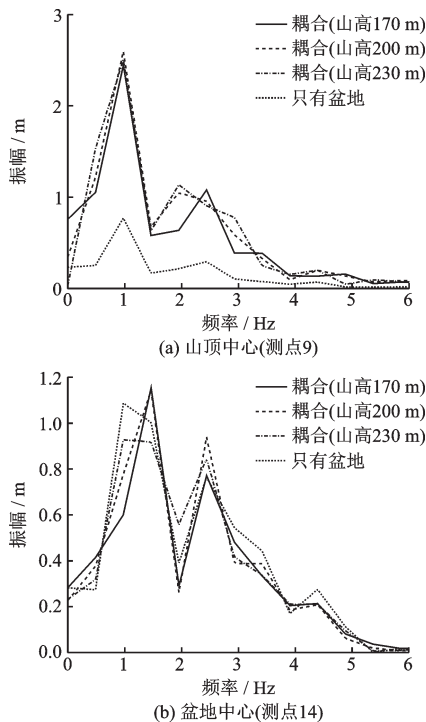 3
耦合(山高170 m)
耦合(山高200 m)
耦合(山高230 m)
只有盆地
2
振幅 / m
1
0
0 1 2 3 4 5 6
频率 / Hz
(a) 山顶中心(测点9)
1.2
耦合(山高170 m)
耦合(山高200 m)
1.0
耦合(山高230 m)
只有盆地
0.8
振幅 / m
0.6
0.4
0.2
0.0
0 1 2 3 4 5 6
频率 / Hz
(b) 盆地中心(测点14)